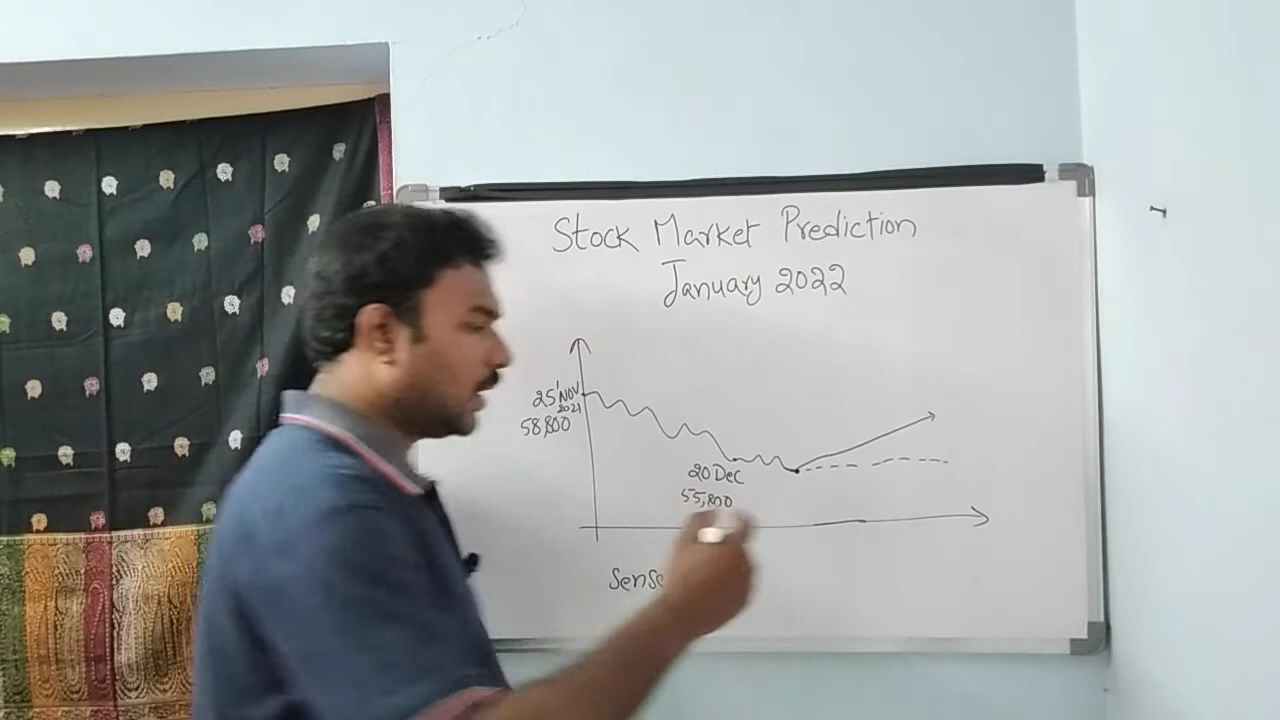 Stock Market Prediction
January 2022
25 Nov
2021
58,800
20 Dec
55,800
Sense